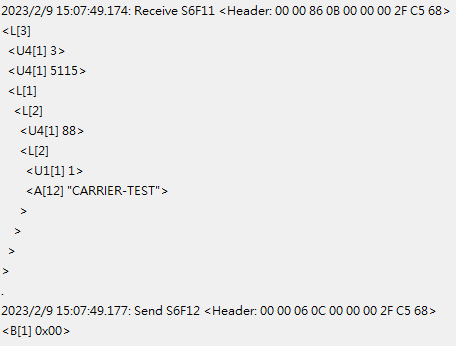 2023/2/9 15:07:49.174: Receive S6F11 <Header: 00 00 86 0B 00 00 00 2F C5 68>
<L[3]
<U4[1] 3>
<U4[1] 5115>
<L[1]
<L[2]
<U4[1] 88>
<L[2]
<U1[1] 1>
<A[12] "CARRIER-TEST">
>
>
>
>
.
2023/2/9 15:07:49.177: Send S6F12 <Header: 00 00 06 0C 00 00 00 2F C5 68>
<B[1] 0x00>